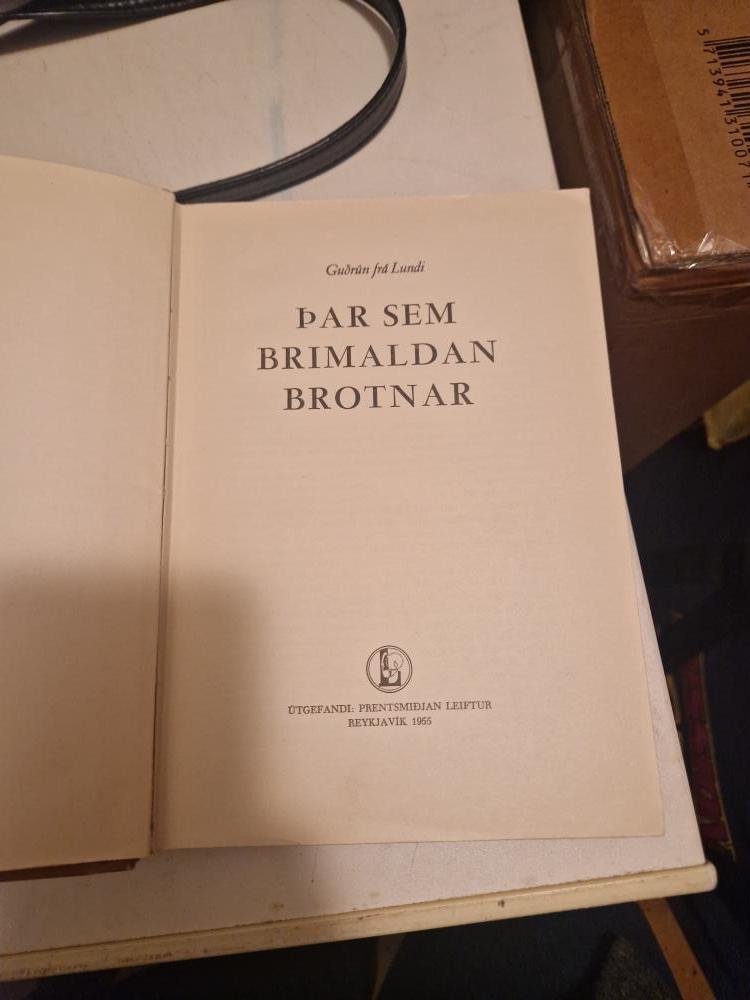 Guðrún frá Lundi
ÞAR SEM
BRIMALDAN
BROTNAR
L
ÚTGEFANDI: PRENTSMIÐJAN LEIFTUR
REYKJAVÍK 1955